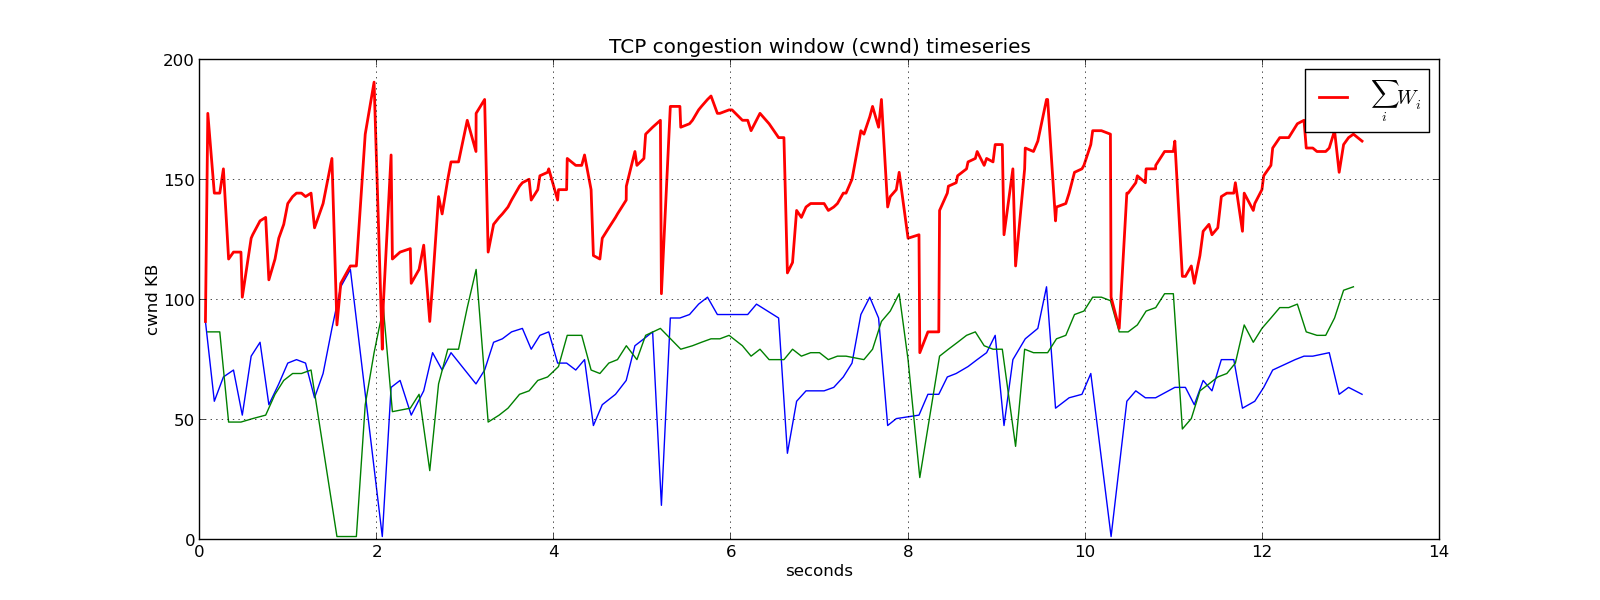 TCP congestion window (cwnd) timeseries
200
150
100
50
0
cwnd KB
0 2 4 6 8 10 12 14
seconds
∑ᵢ Wᵢ